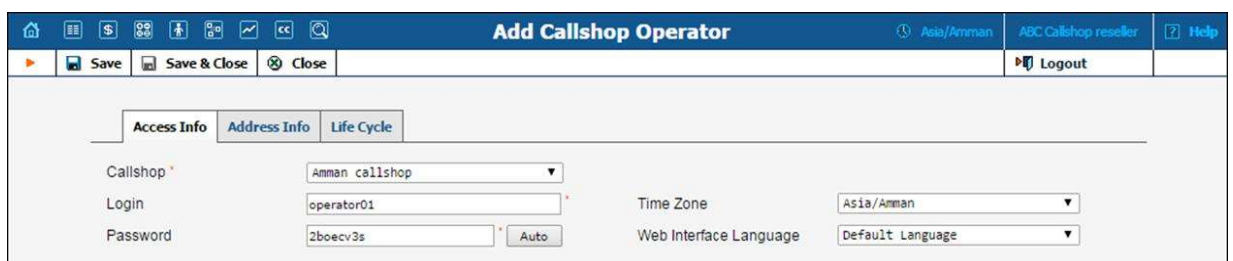 $ cc Add Callshop Operator Asia/Amman ABC Callshop reseller ? Help
Save Save & Close Close Logout
Access Info Address Info Life Cycle
Callshop * Amman callshop
Login operator01 * Time Zone Asia/Amman
Password 2boecv3s * Auto Web Interface Language Default Language